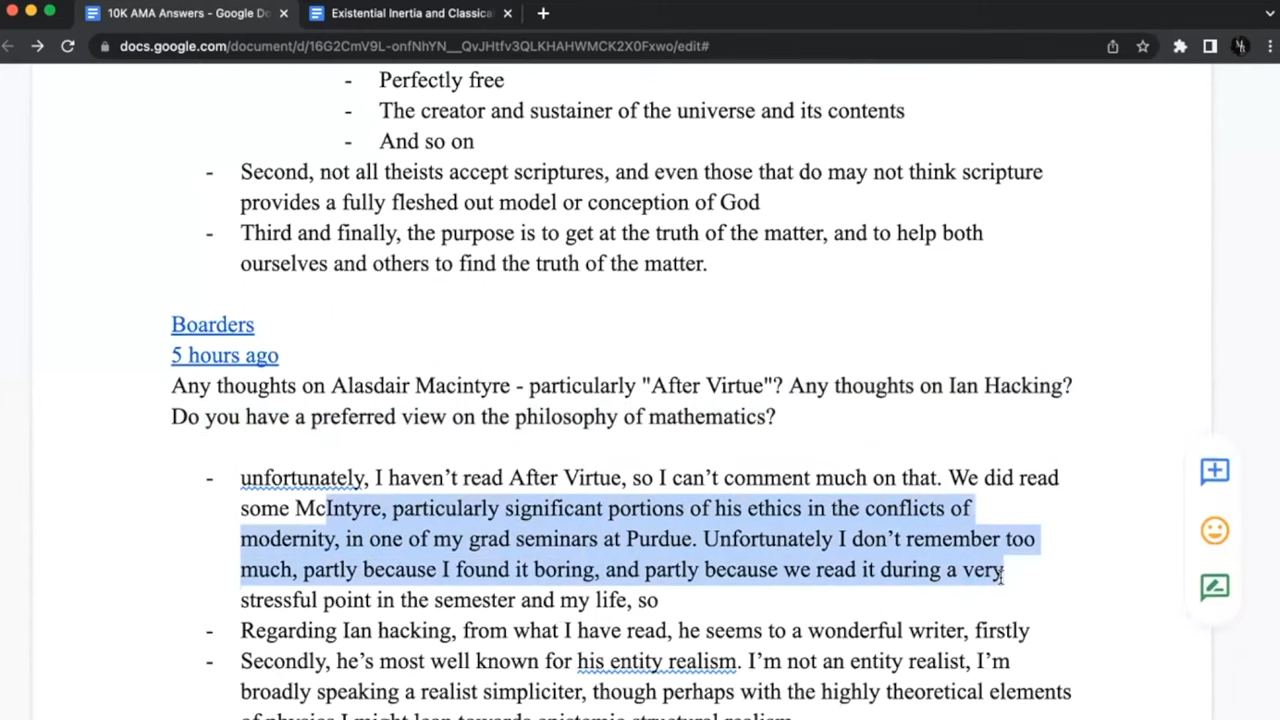 10K AMA Answers - Google Do
Existential Inertia and Classica
docs.google.com/document/d/16G2CmV9L-onfNhYN__QvJHtfv3QLKHAHWMCK2X0Fxwo/edit#
- Perfectly free
- The creator and sustainer of the universe and its contents
- And so on
- Second, not all theists accept scriptures, and even those that do may not think scripture
provides a fully fleshed out model or conception of God
- Third and finally, the purpose is to get at the truth of the matter, and to help both
ourselves and others to find the truth of the matter.
Boarders
5 hours ago
Any thoughts on Alasdair Macintyre - particularly "After Virtue"? Any thoughts on Ian Hacking?
Do you have a preferred view on the philosophy of mathematics?
- unfortunately, I haven’t read After Virtue, so I can’t comment much on that. We did read
some McIntyre, particularly significant portions of his ethics in the conflicts of
modernity, in one of my grad seminars at Purdue. Unfortunately I don’t remember too
much, partly because I found it boring, and partly because we read it during a very
stressful point in the semester and my life, so
- Regarding Ian hacking, from what I have read, he seems to a wonderful writer, firstly
- Secondly, he’s most well known for his entity realism. I’m not an entity realist, I’m
broadly speaking a realist simpliciter, though perhaps with the highly theoretical elements
of physics I might lean towards epistemic structural realism